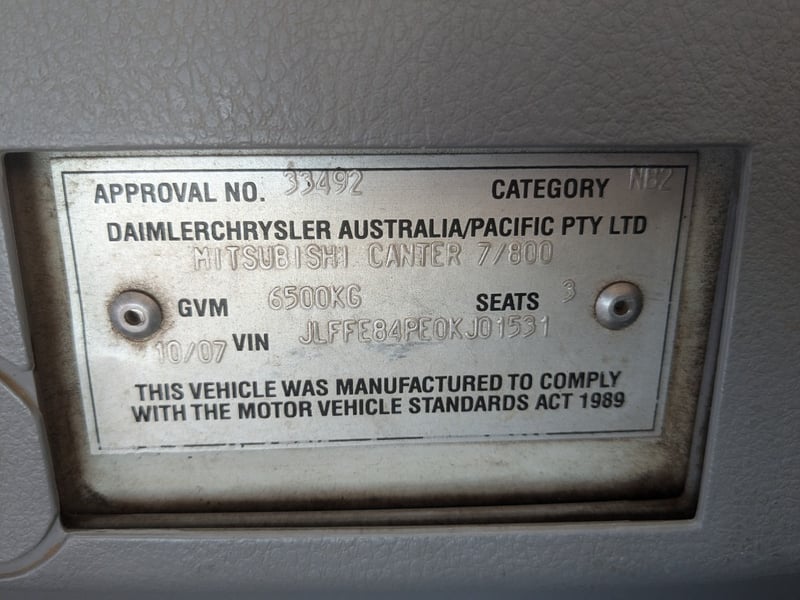 APPROVAL NO. 33492 CATEGORY NB2
DAIMLERCHRYSLER AUSTRALIA/PACIFIC PTY LTD
MITSUBISHI CANTER 7/800
GVM 6500KG SEATS 3
10/07 VIN JLFFE84PE0KJ01531
THIS VEHICLE WAS MANUFACTURED TO COMPLY
WITH THE MOTOR VEHICLE STANDARDS ACT 1989